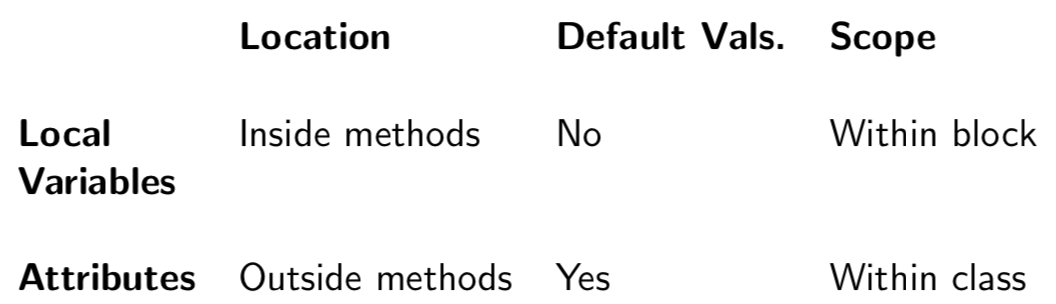 Location Default Vals. Scope
Local Inside methods No Within block
Variables
Attributes Outside methods Yes Within class